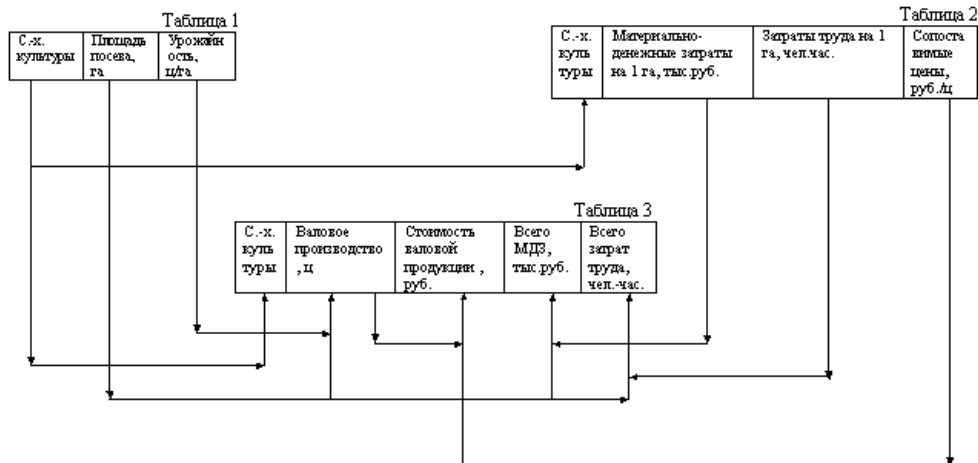 Таблица 1
С.-х.
культуры
Площадь
посева,
га
Урожайн
ость,
ц/га
Таблица 2
С.-х.
куль
туры
Материально-
денежные затраты
на 1 га, тыс.руб.
Затраты труда на 1
га, чел.час.
Сопоста
вимые
цены,
руб./ц
Таблица 3
С.-х.
куль
туры
Валовое
производство
, ц
Стоимость
валовой
продукции ,
руб.
Всего
МДЗ,
тыс.руб.
Всего
затрат
труда,
чел.-час.